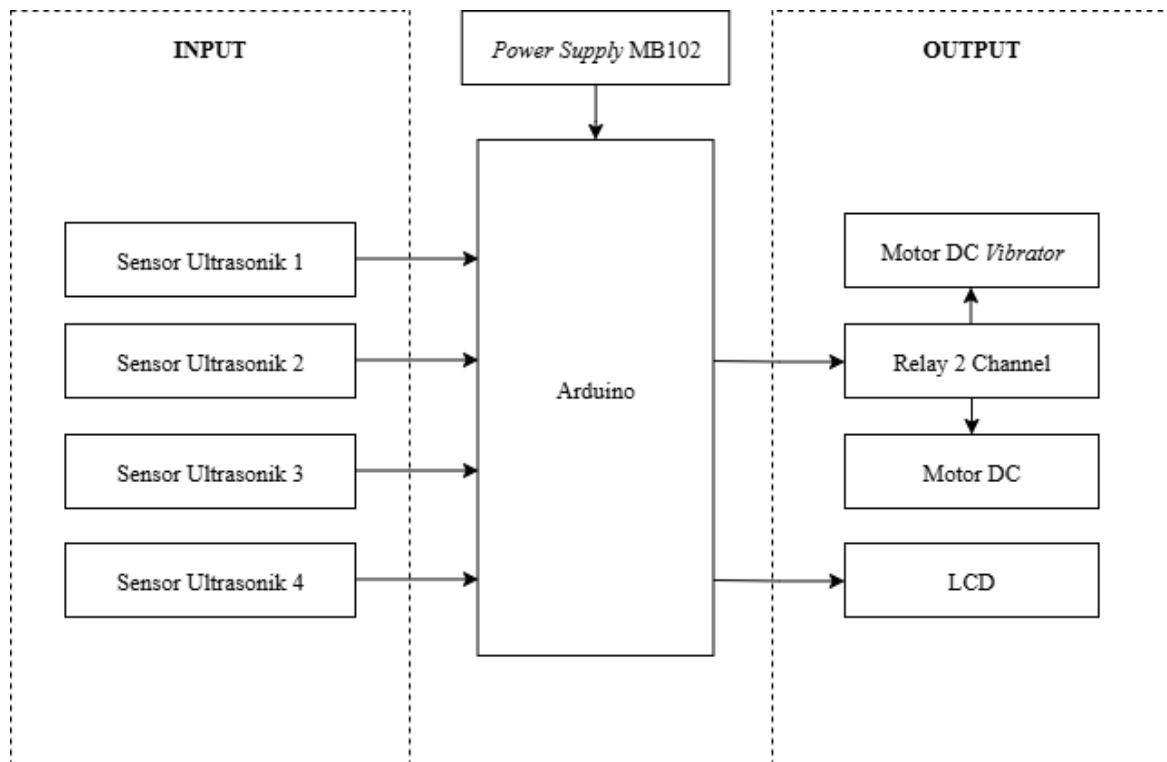 INPUT
Power Supply MB102
OUTPUT
Sensor Ultrasonik 1
Sensor Ultrasonik 2
Sensor Ultrasonik 3
Sensor Ultrasonik 4
Arduino
Motor DC Vibrator
Relay 2 Channel
Motor DC
LCD